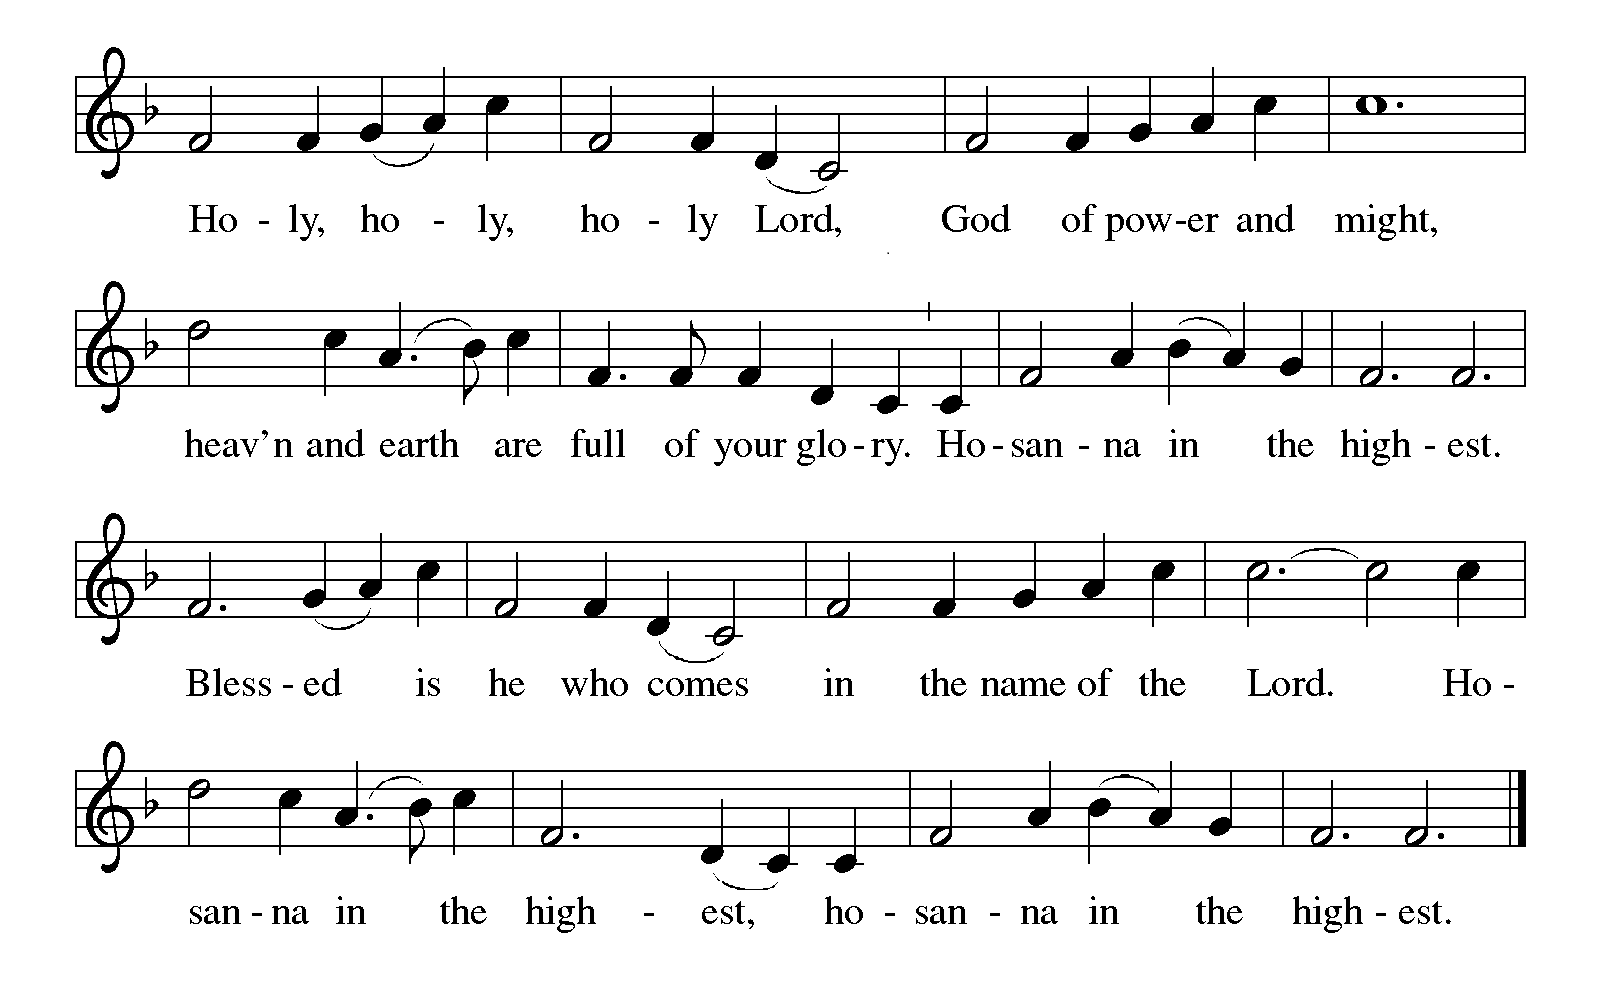 Ho - ly, ho - ly, ho - ly Lord, God of pow-er and might,
heav'n and earth are full of your glo-ry. Ho-san - na in the high - est.
Bless - ed is he who comes in the name of the Lord. Ho -
san - na in the high - est, ho - san - na in the high - est.